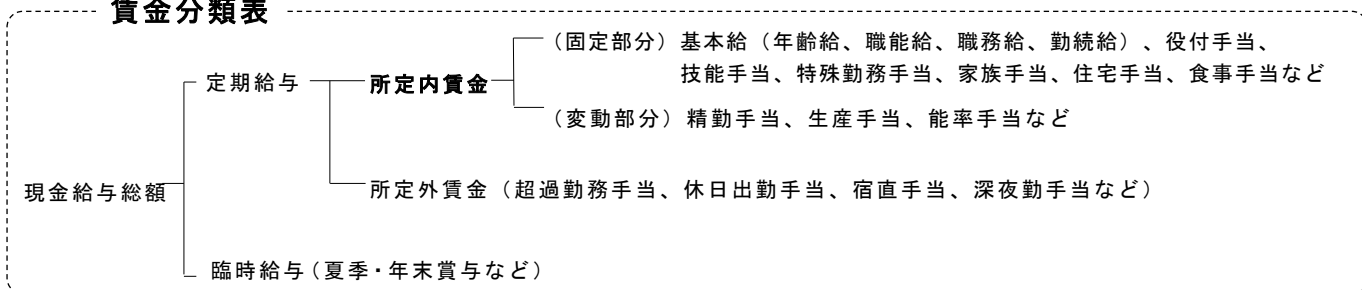 賃金分類表
(固定部分)基本給(年齢給、職能給、職務給、勤続給)、役付手当、
技能手当、特殊勤務手当、家族手当、住宅手当、食事手当など
定期給与
所定内賃金
(変動部分)精勤手当、生産手当、能率手当など
現金給与総額
所定外賃金(超過勤務手当、休日出勤手当、宿直手当、深夜勤手当など)
臨時給与(夏季・年末賞与など)